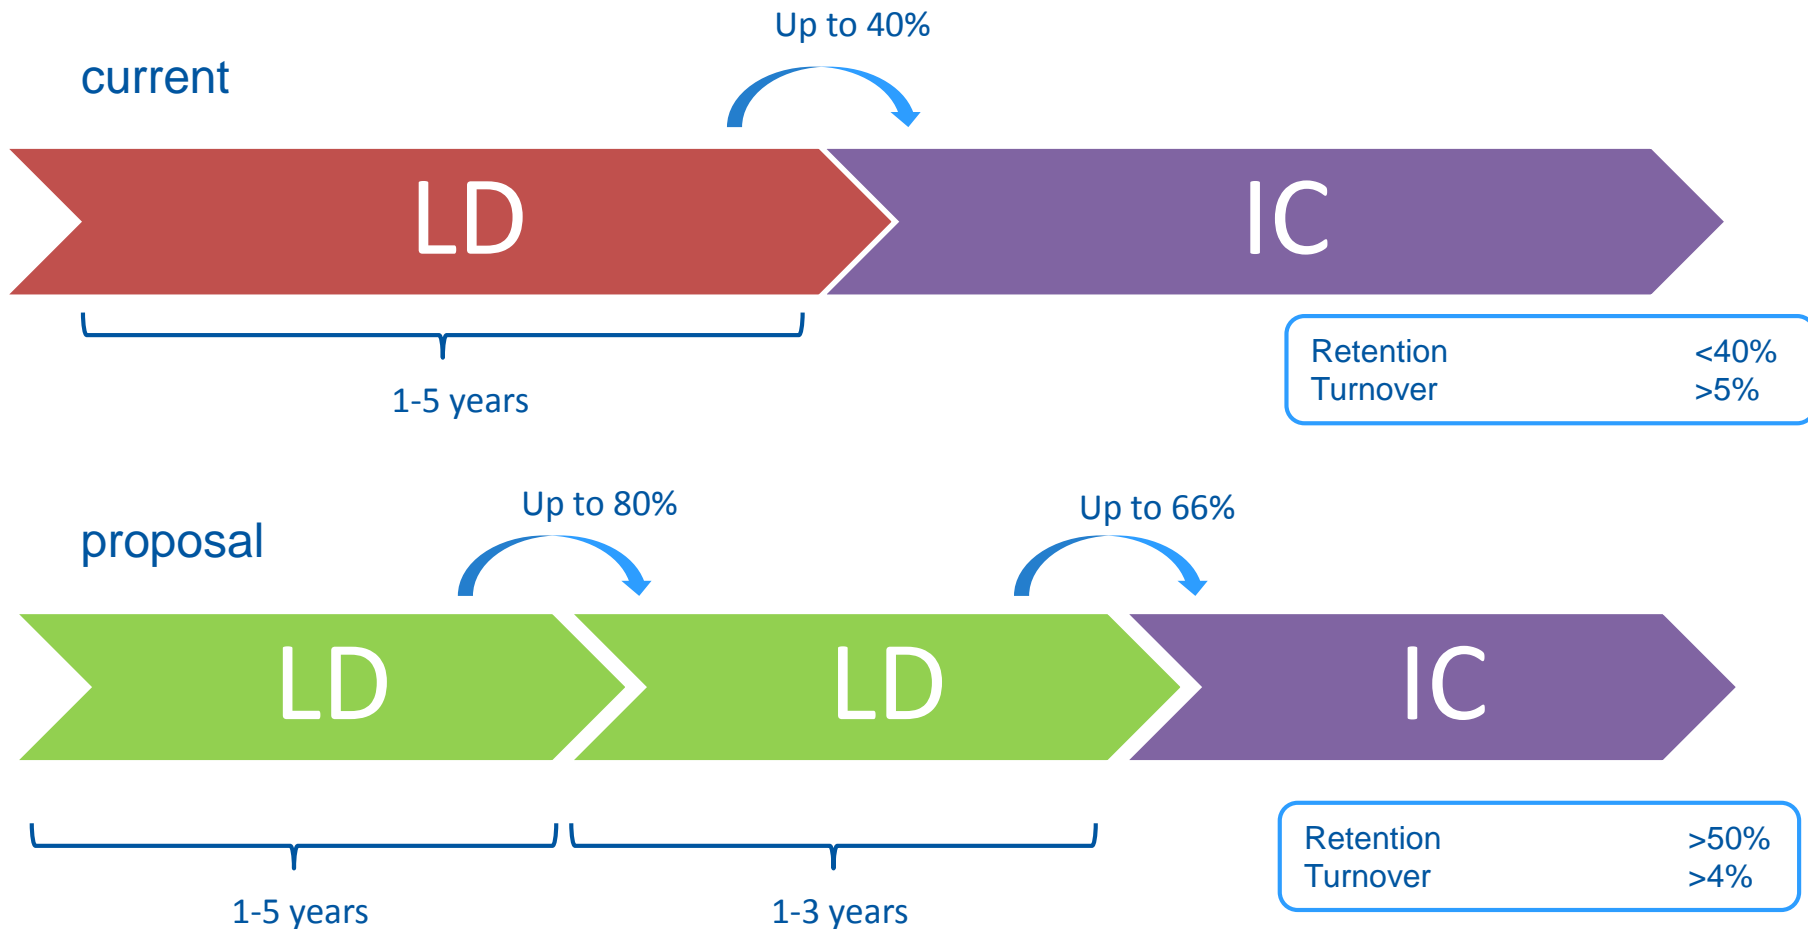 Up to 40%
current
LD
IC
1-5 years
Retention <40%
Turnover >5%
Up to 80%
Up to 66%
proposal
LD
LD
IC
1-5 years
1-3 years
Retention >50%
Turnover >4%